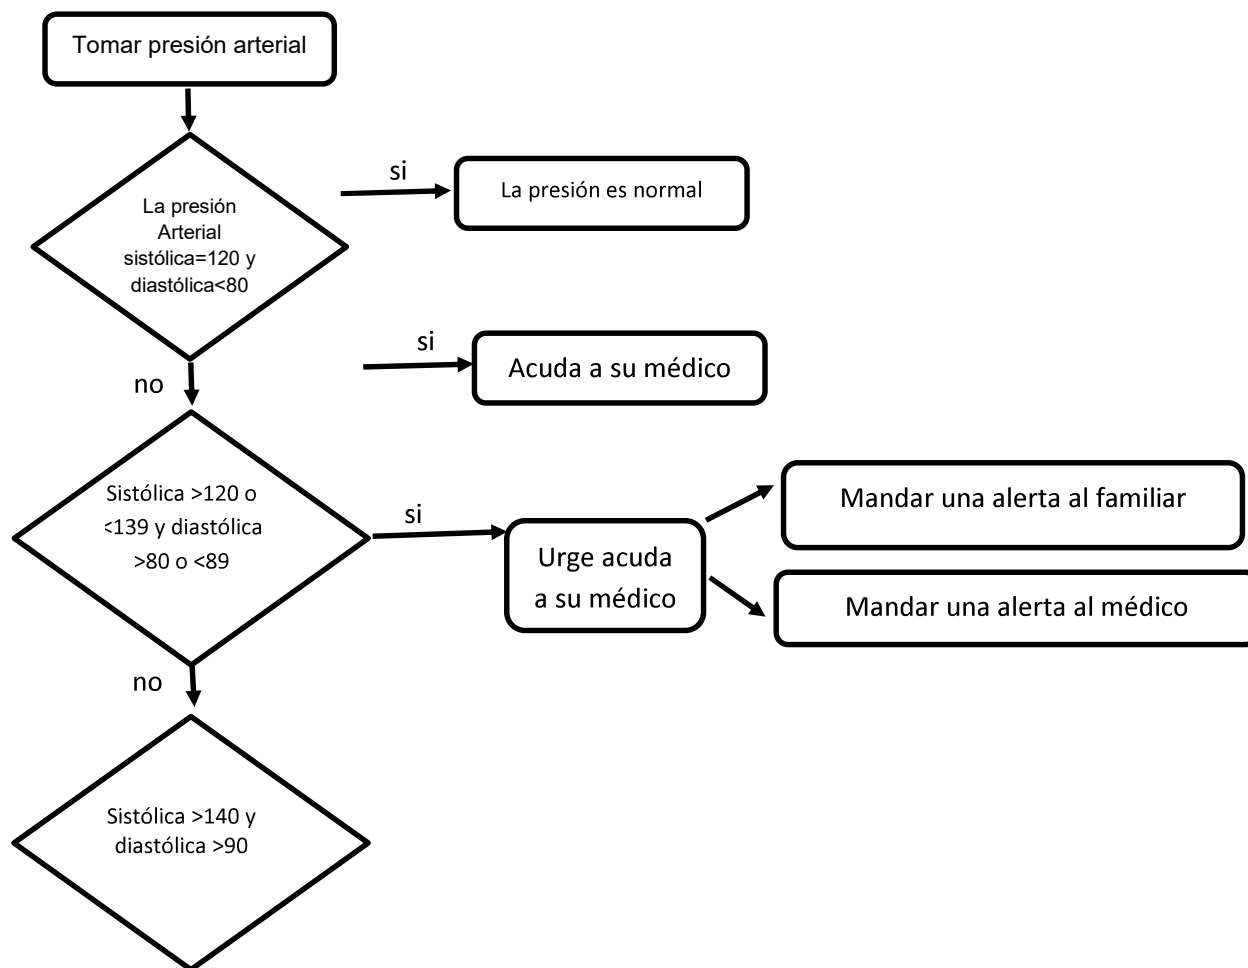 Tomar presión arterial
si
La presión es normal
La presión
Arterial
sistólica=120 y
diastólica<80
si
Acuda a su médico
no
Sistólica >120 o
<139 y diastólica
>80 o <89
si
Urge acuda
a su médico
Mandar una alerta al familiar
Mandar una alerta al médico
no
Sistólica >140 y
diastólica >90